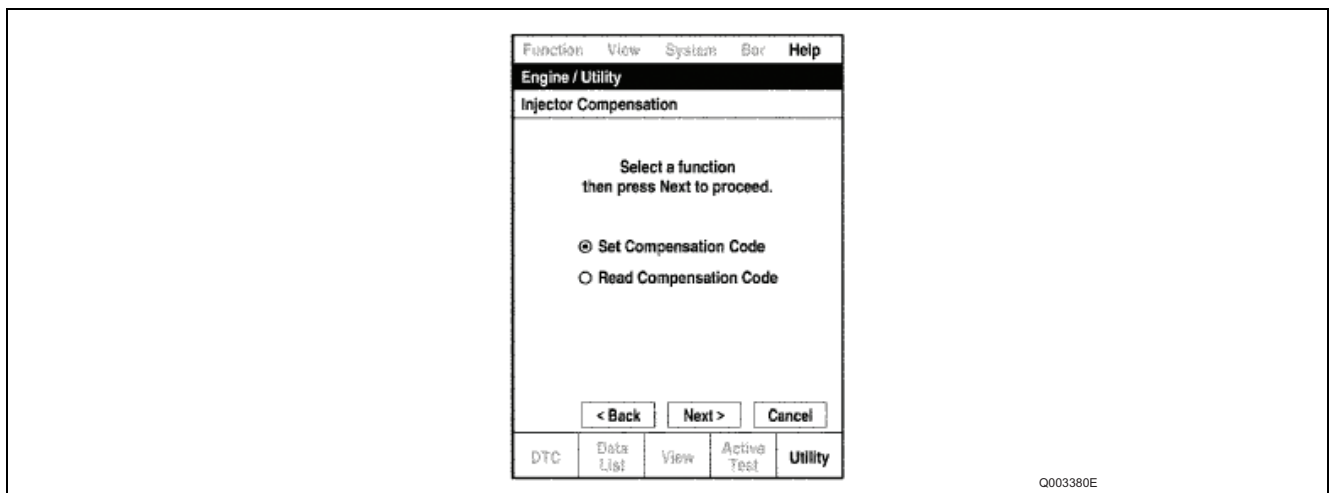 Function View System Bar Help
Engine / Utility
Injector Compensation
Select a function
then press Next to proceed.
Set Compensation Code
Read Compensation Code
< Back Next > Cancel
DTC Data List View Active Test Utility
Q003380E